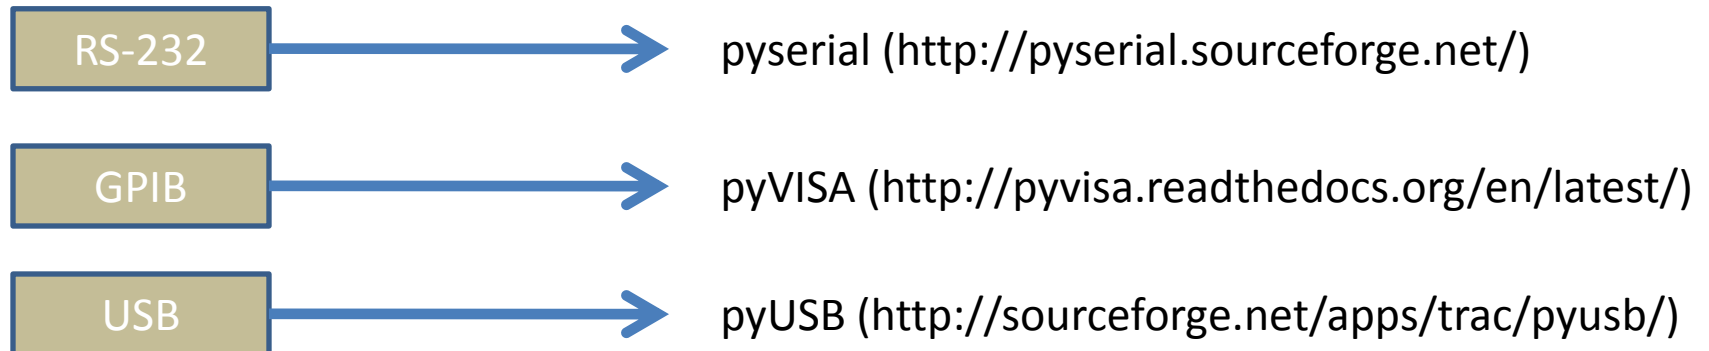 RS-232 pyserial (http://pyserial.sourceforge.net/)
GPIB pyVISA (http://pyvisa.readthedocs.org/en/latest/)
USB pyUSB (http://sourceforge.net/apps/trac/pyusb/)